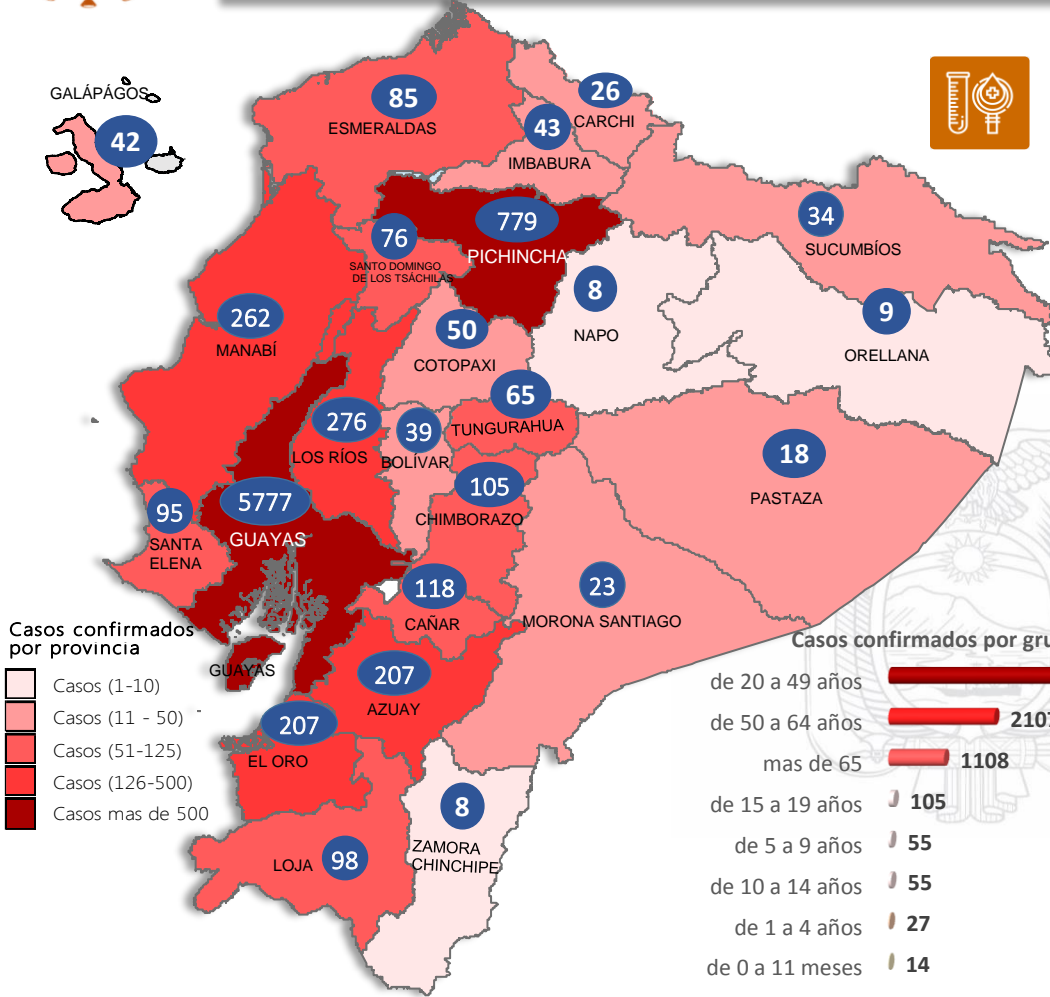 GALÁPAGOS
42
85
ESMERALDAS
26
CARCHI
43
IMBABURA
779
PICHINCHA
34
SUCUMBÍOS
76
SANTO DOMINGO
DE LOS TSÁCHILAS
8
NAPO
9
ORELLANA
262
MANABÍ
50
COTOPAXI
65
TUNGURAHUA
276
LOS RÍOS
39
BOLÍVAR
18
PASTAZA
105
CHIMBORAZO
5777
GUAYAS
95
SANTA
ELENA
118
CAÑAR
23
MORONA SANTIAGO
GUAYAS
207
AZUAY
207
EL ORO
8
ZAMORA
CHINCHIPE
LOJA
98
Casos confirmados
por provincia
Casos (1-10)
Casos (11 - 50)
Casos (51-125)
Casos (126-500)
Casos mas de 500
Casos confirmados por gru
de 20 a 49 años
de 50 a 64 años 2107
mas de 65 1108
de 15 a 19 años 105
de 5 a 9 años 55
de 10 a 14 años 55
de 1 a 4 años 27
de 0 a 11 meses 14